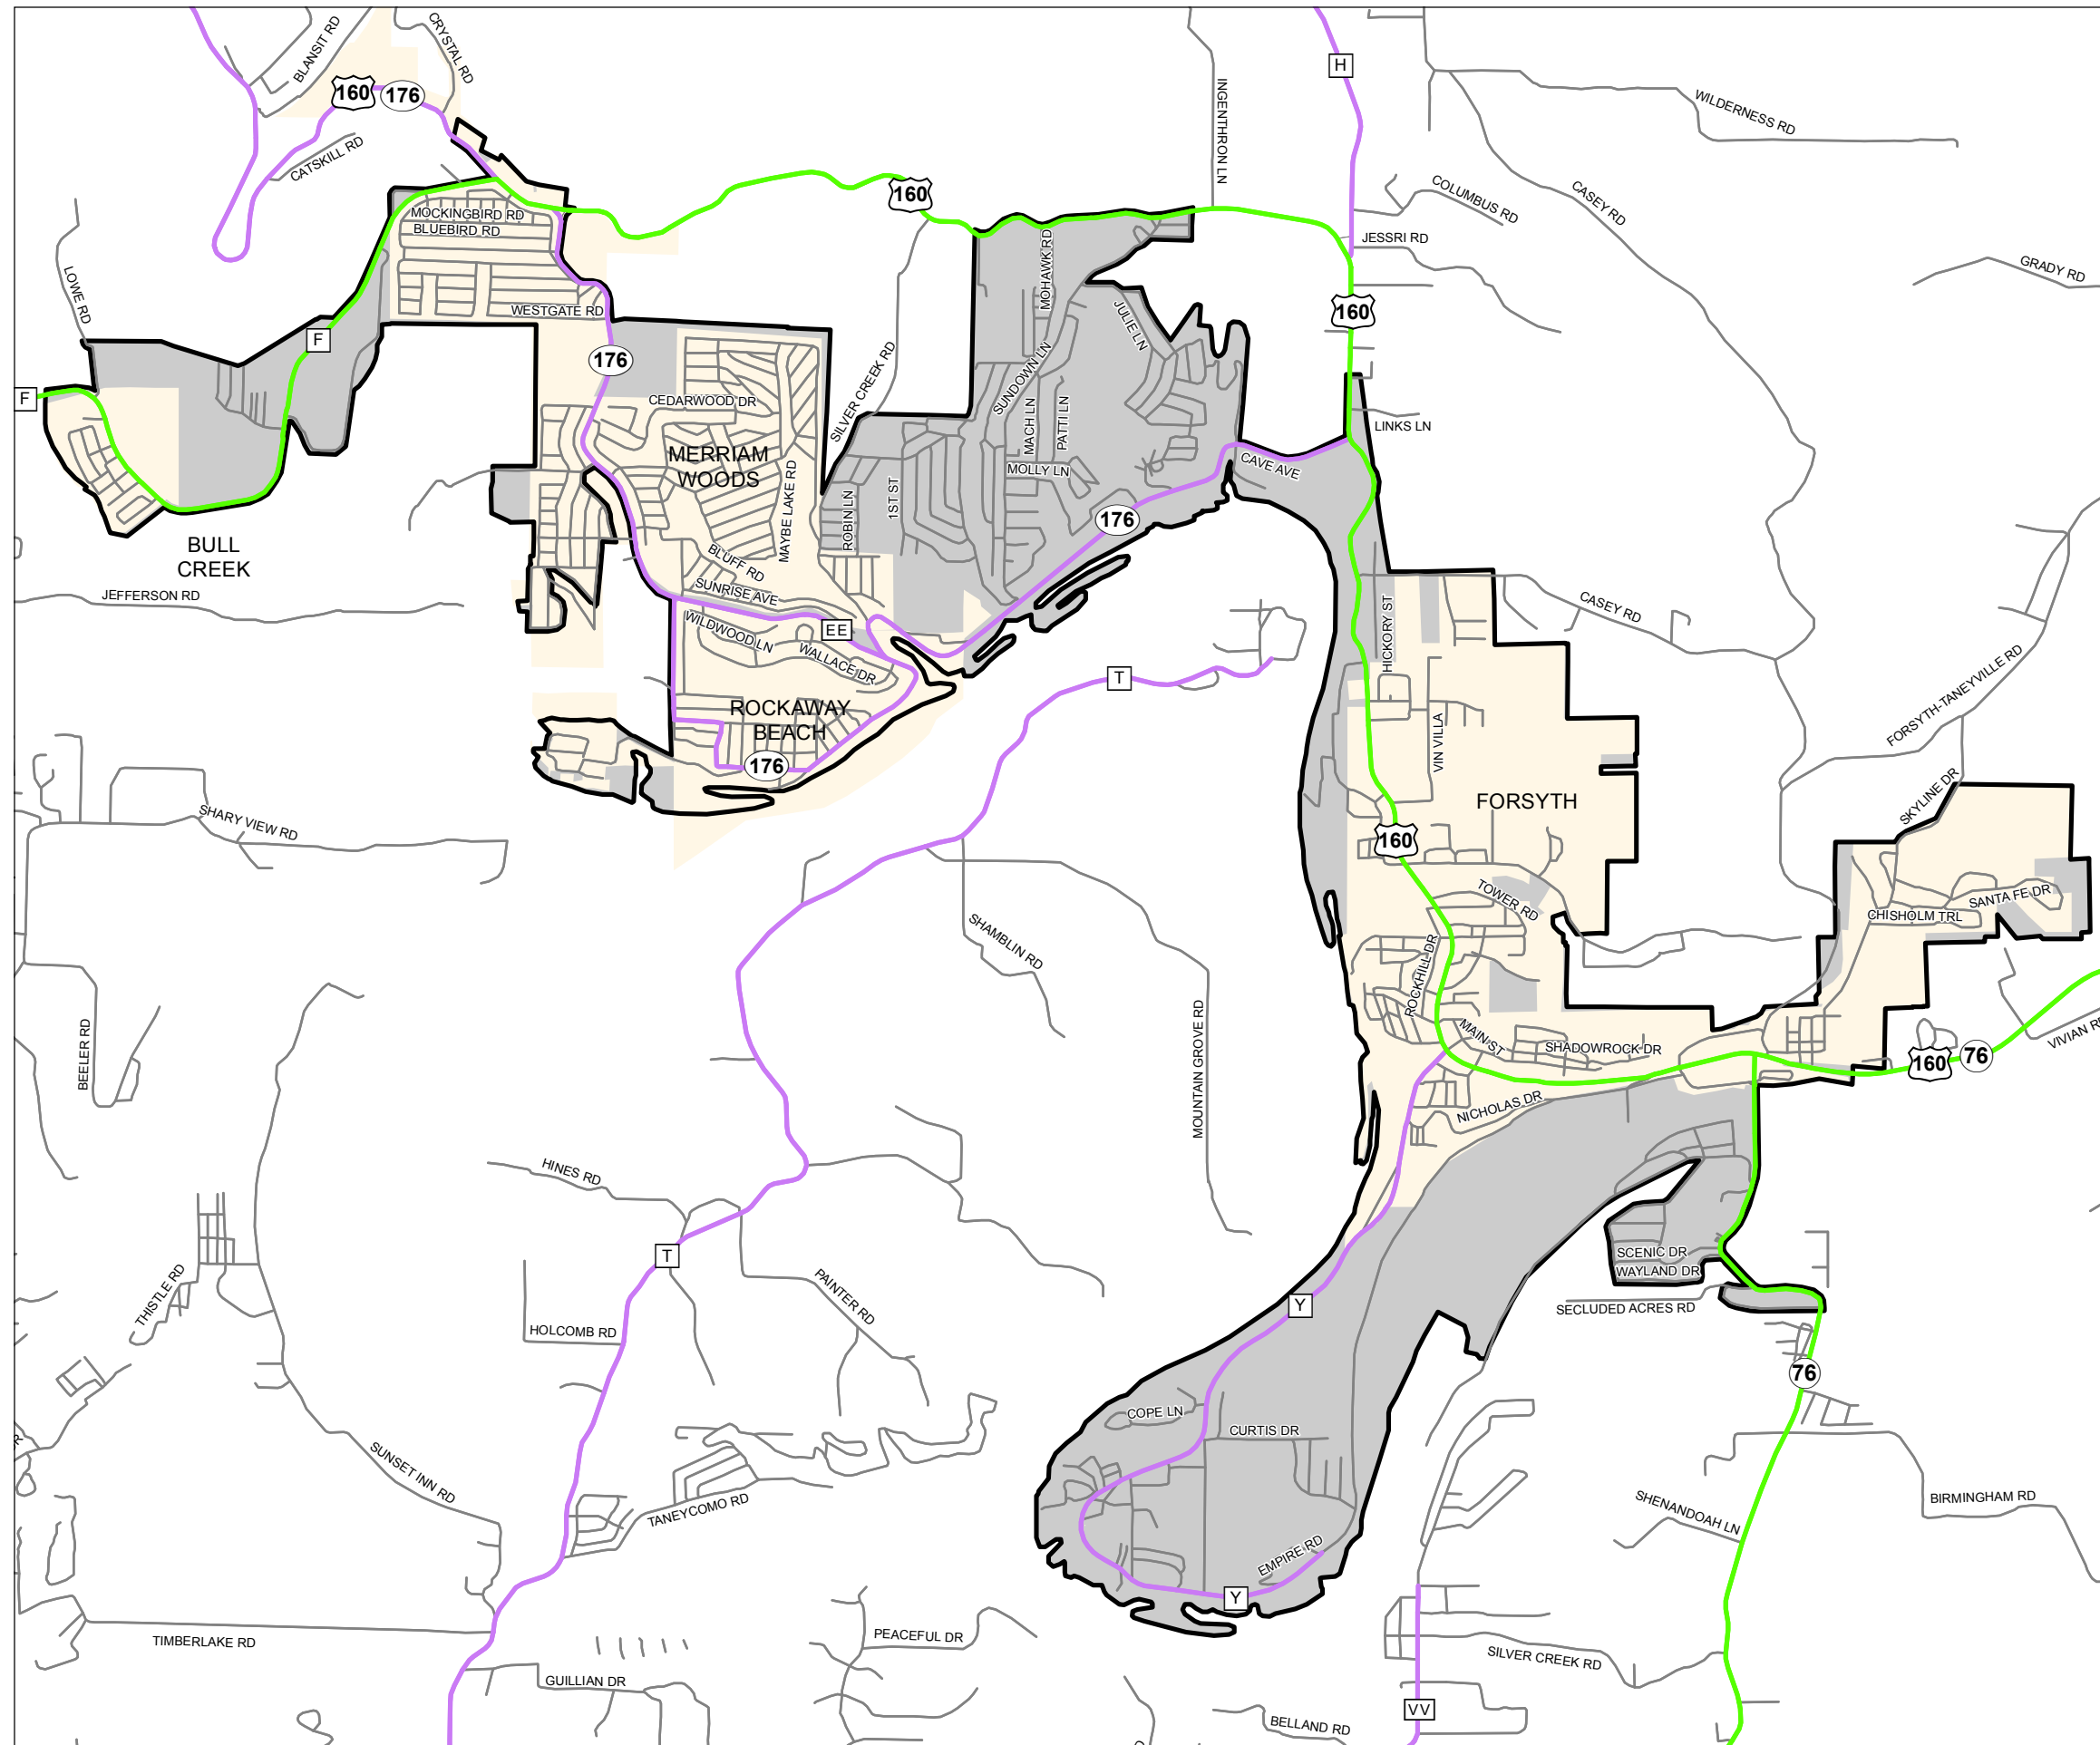 BLANSIT RD
CRYSTAL RD
160
176
CATSKILL RD
H
INGENTHRON LN
WILDERNESS RD
160
COLUMBUS RD
CASEY RD
JESSRI RD
GRADY RD
MOCKINGBIRD RD
BLUEBIRD RD
LOWE RD
WESTGATE RD
MOHAWK RD
JULIE LN
160
F
F
176
CEDARWOOD DR
SILVER CREEK RD
SUNDOWN LN
MACH LN
PATTI LN
LINKS LN
MERRIAM
WOODS
MOLLY LN
CAVE AVE
MAYBE LAKE RD
ROBIN LN
1ST ST
176
BULL
CREEK
BLUFF RD
SUNRISE AVE
JEFFERSON RD
WILDWOOD LN
EE
WALLACE DR
HICKORY ST
CASEY RD
T
FORSYTH-TANEYVILLE RD
ROCKAWAY
BEACH
176
VIN VILLA
FORSYTH
SKYLINE DR
SHARY VIEW RD
160
TOWER RD
SANTA FE DR
CHISHOLM TRL
SHAMBLIN RD
ROCKHILL DR
MOUNTAIN GROVE RD
BEELER RD
MAIN ST
SHADOWROCK DR
160
76
VIVIAN R
NICHOLAS DR
HINES RD
T
THISTLE RD
PAINTER RD
HOLCOMB RD
SCENIC DR
WAYLAND DR
SECLUDED ACRES RD
Y
76
COPE LN
CURTIS DR
SUNSET INN RD
TANEYCOMO RD
SHENANDOAH LN
BIRMINGHAM RD
EMPIRE RD
Y
TIMBERLAKE RD
PEACEFUL DR
SILVER CREEK RD
GUILLIAN DR
VV
BELLAND RD